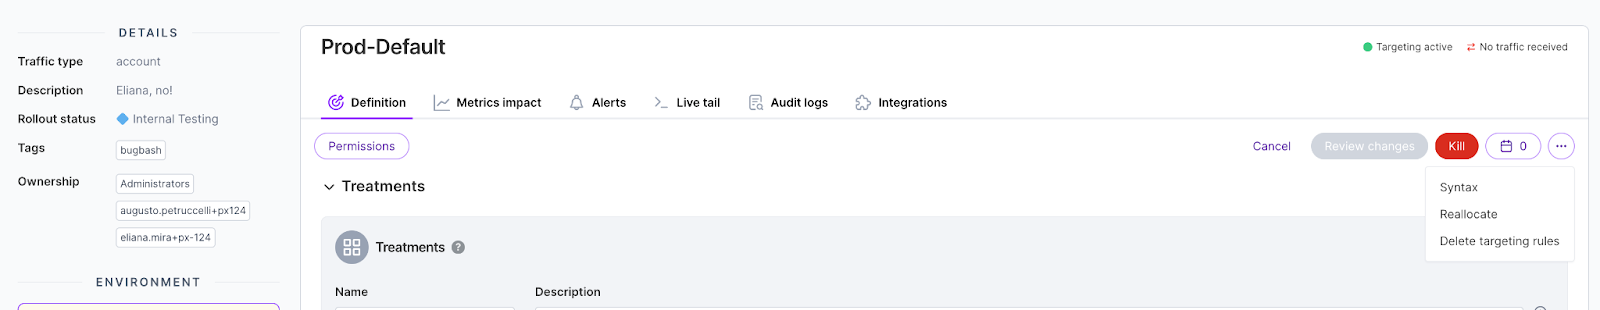 DETAILS
Traffic type account
Description Eliana, no!
Rollout status Internal Testing
Tags bugbash
Ownership Administrators
augusto.petruccelli+px124
eliana.mira+px-124
ENVIRONMENT
Prod-Default
Targeting active No traffic received
Definition Metrics impact Alerts Live tail Audit logs Integrations
Permissions Cancel Review changes Kill 0
Syntax
Reallocate
Delete targeting rules
Treatments
Treatments ?
Name Description